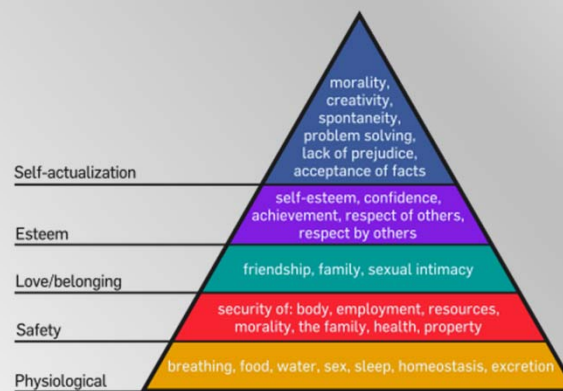 morality,
creativity,
spontaneity,
problem solving,
lack of prejudice,
acceptance of facts
Self-actualization
self-esteem, confidence,
achievement, respect of others,
respect by others
Esteem
friendship, family, sexual intimacy
Love/belonging
security of: body, employment, resources,
morality, the family, health, property
Safety
breathing, food, water, sex, sleep, homeostasis, excretion
Physiological